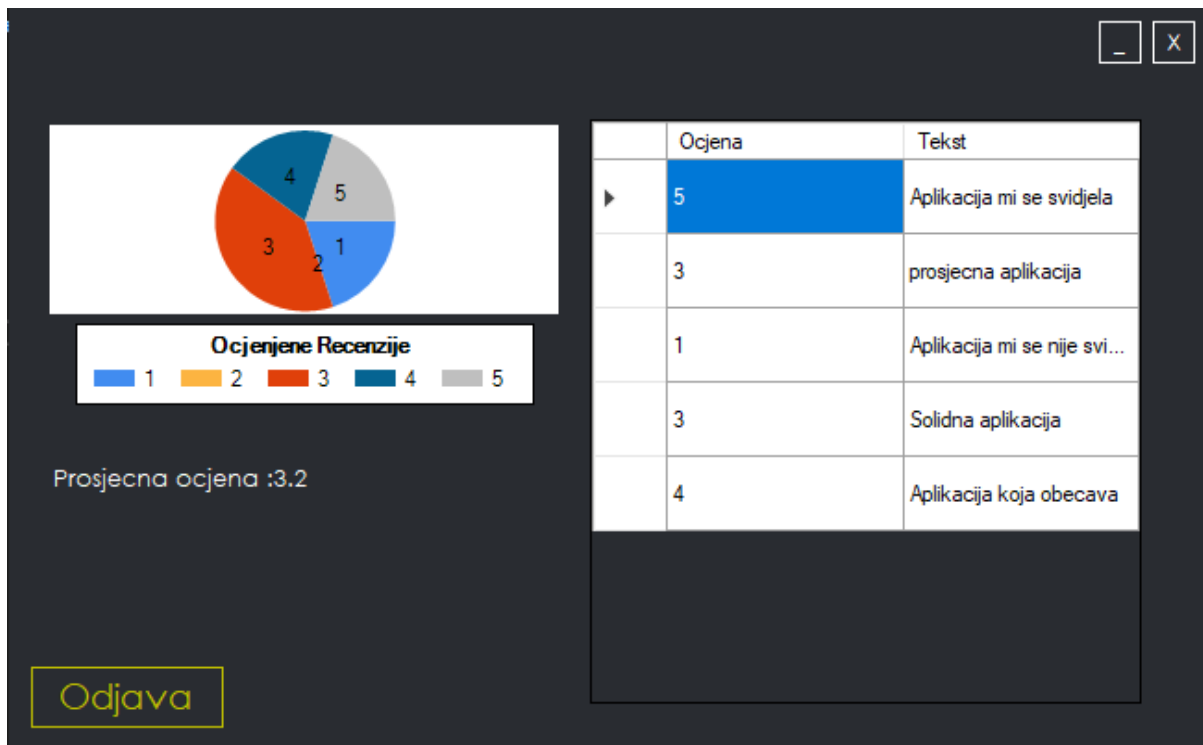 _ X
4
5
3
2
1
Ocjenjene Recenzije
1 2 3 4 5
Prosjecna ocjena :3.2
Odjava
Ocjena Tekst
5 Aplikacija mi se svidjela
3 prosjecna aplikacija
1 Aplikacija mi se nije svi...
3 Solidna aplikacija
4 Aplikacija koja obecava